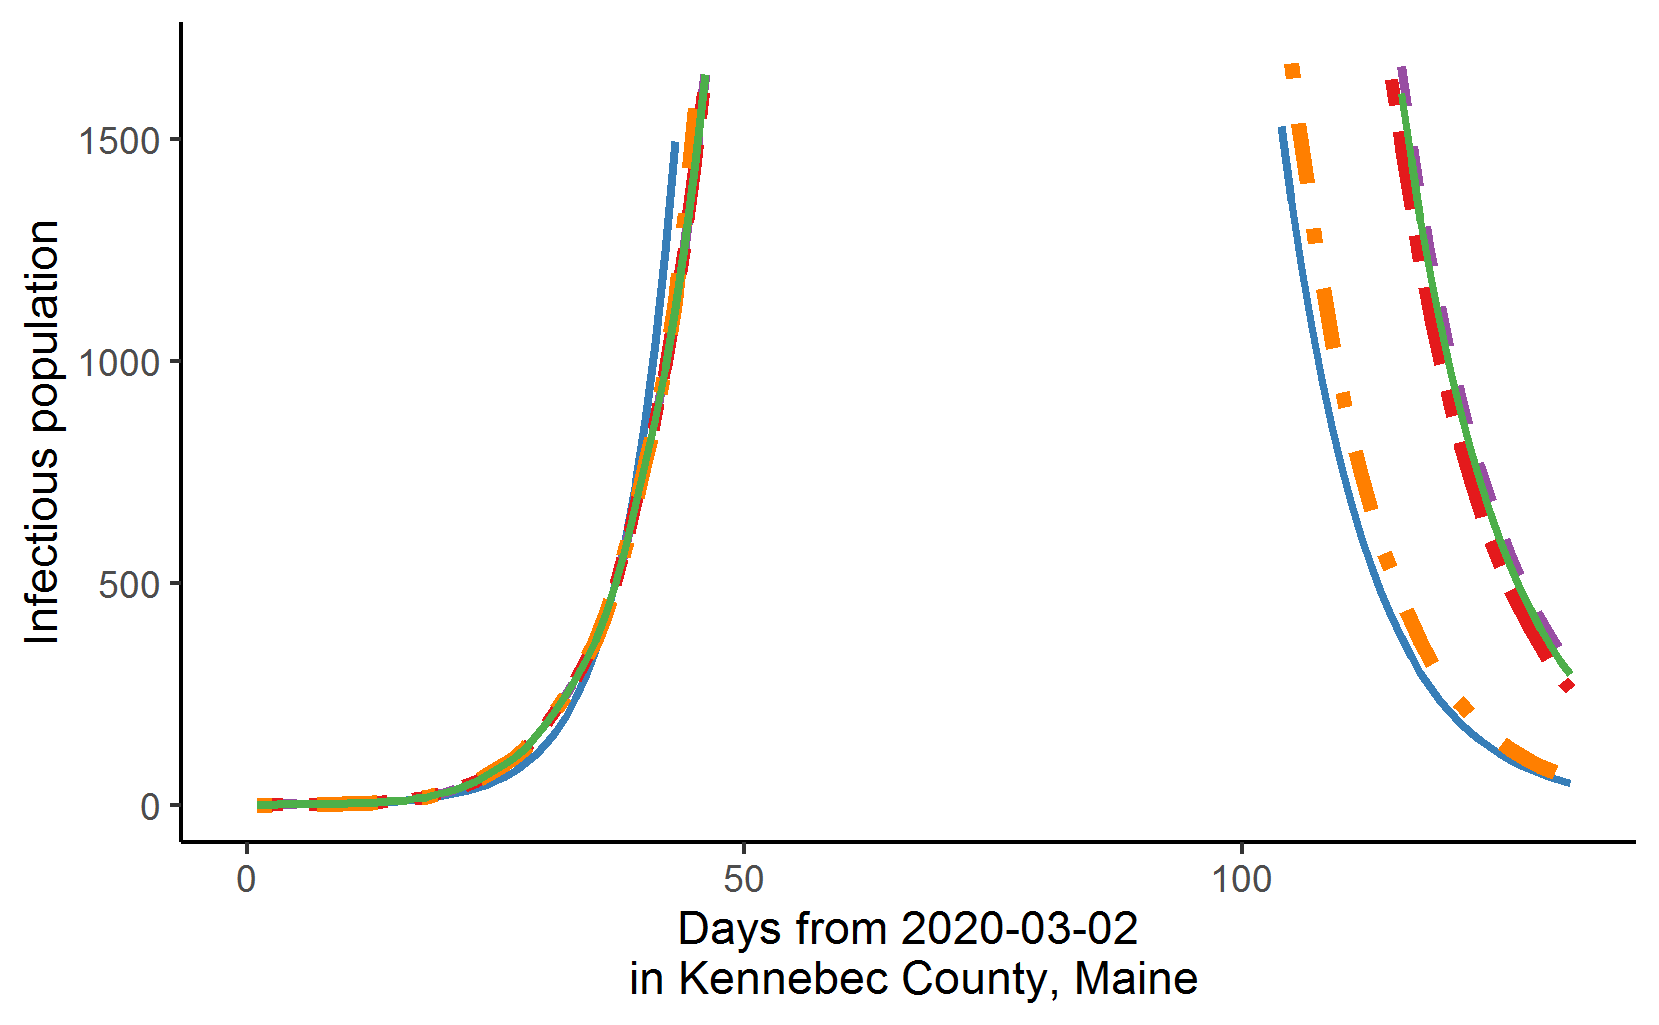 Infectious population
1500
1000
500
0
0 50 100
Days from 2020-03-02
in Kennebec County, Maine